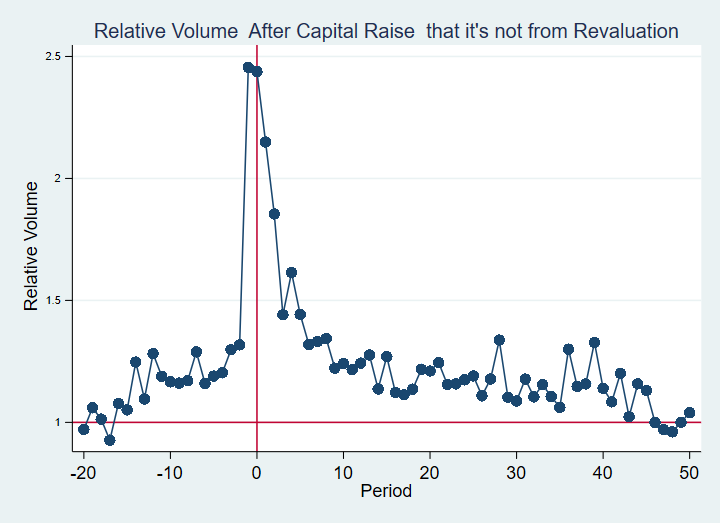 Relative Volume  After Capital Raise  that it's not from Revaluation
2.5
2
1.5
1
Relative Volume
-20 -10 0 10 20 30 40 50
Period